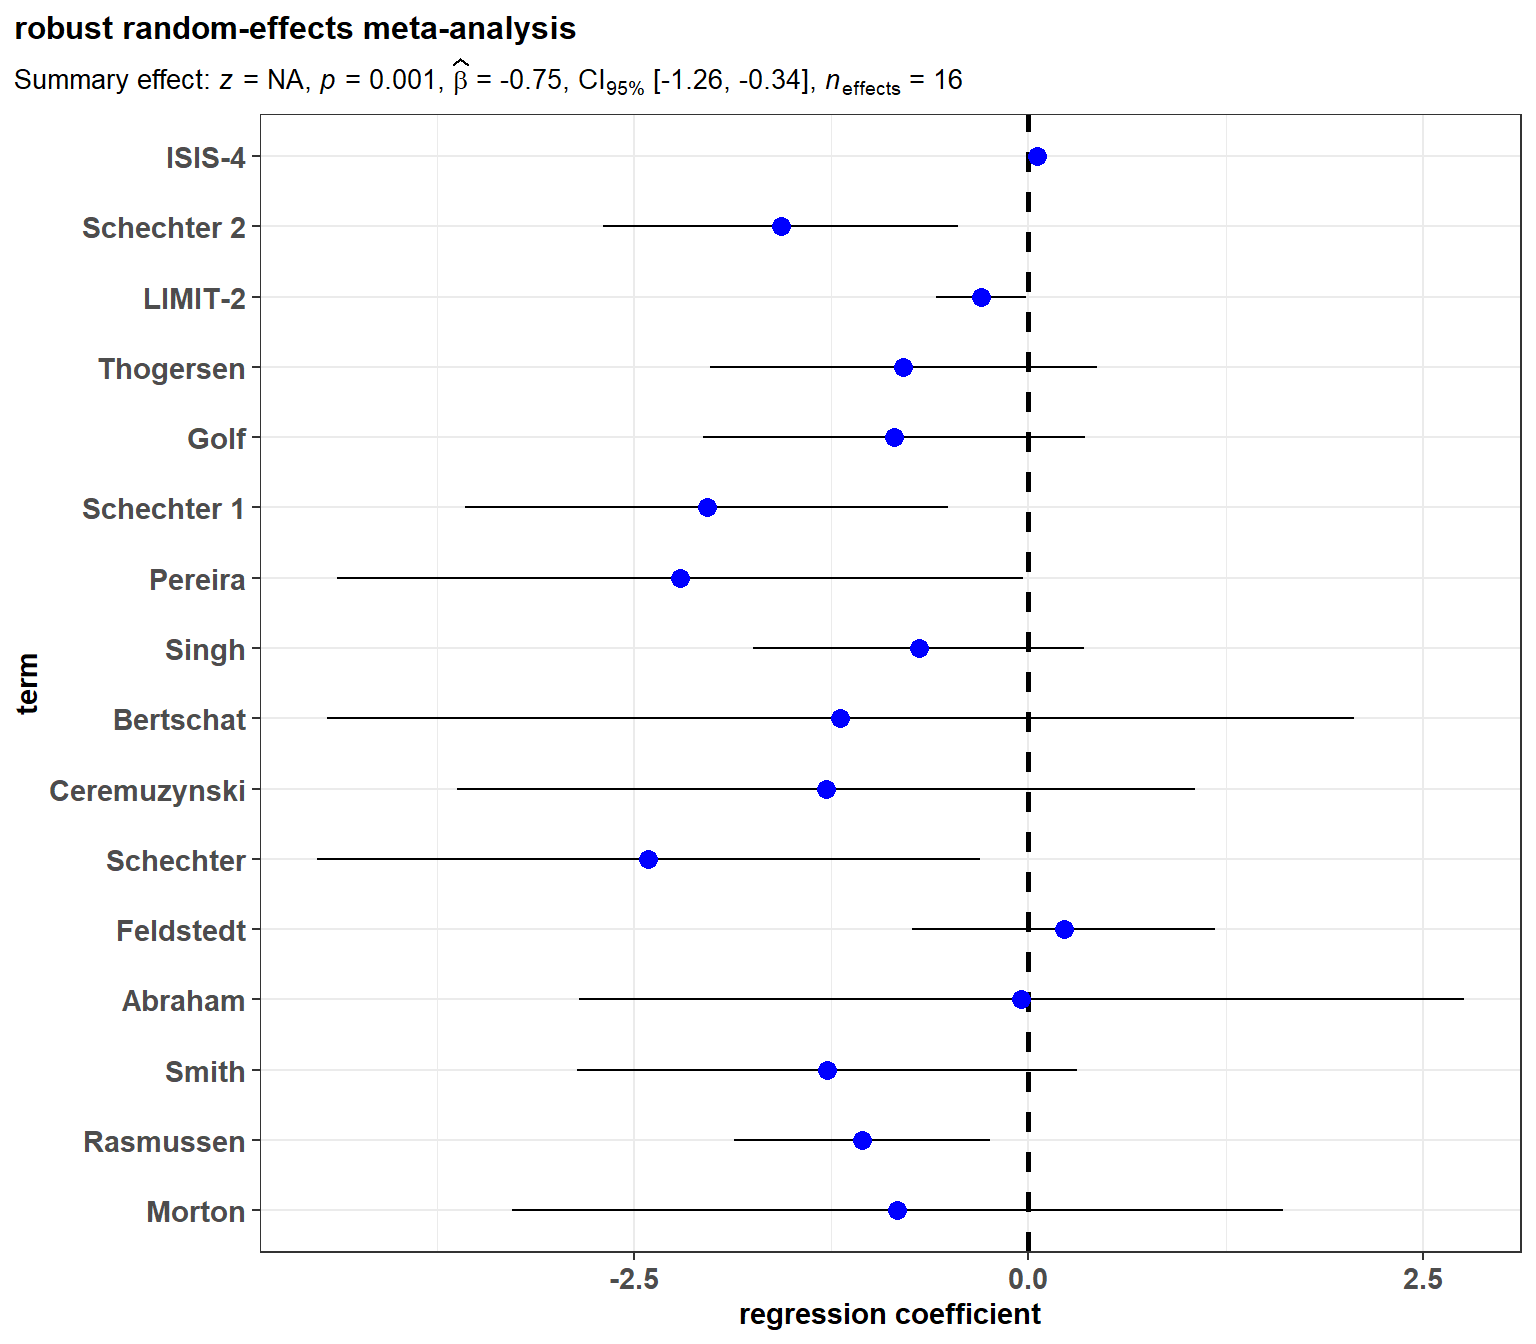 robust random-effects meta-analysis
Summary effect: z = NA, p = 0.001, β̂ = -0.75, CI95% [-1.26, -0.34], neffects = 16
ISIS-4
Schechter 2
LIMIT-2
Thogersen
Golf
Schechter 1
Pereira
Singh
Bertschat
Ceremuzynski
Schechter
Feldstedt
Abraham
Smith
Rasmussen
Morton
term
-2.5 0.0 2.5
regression coefficient